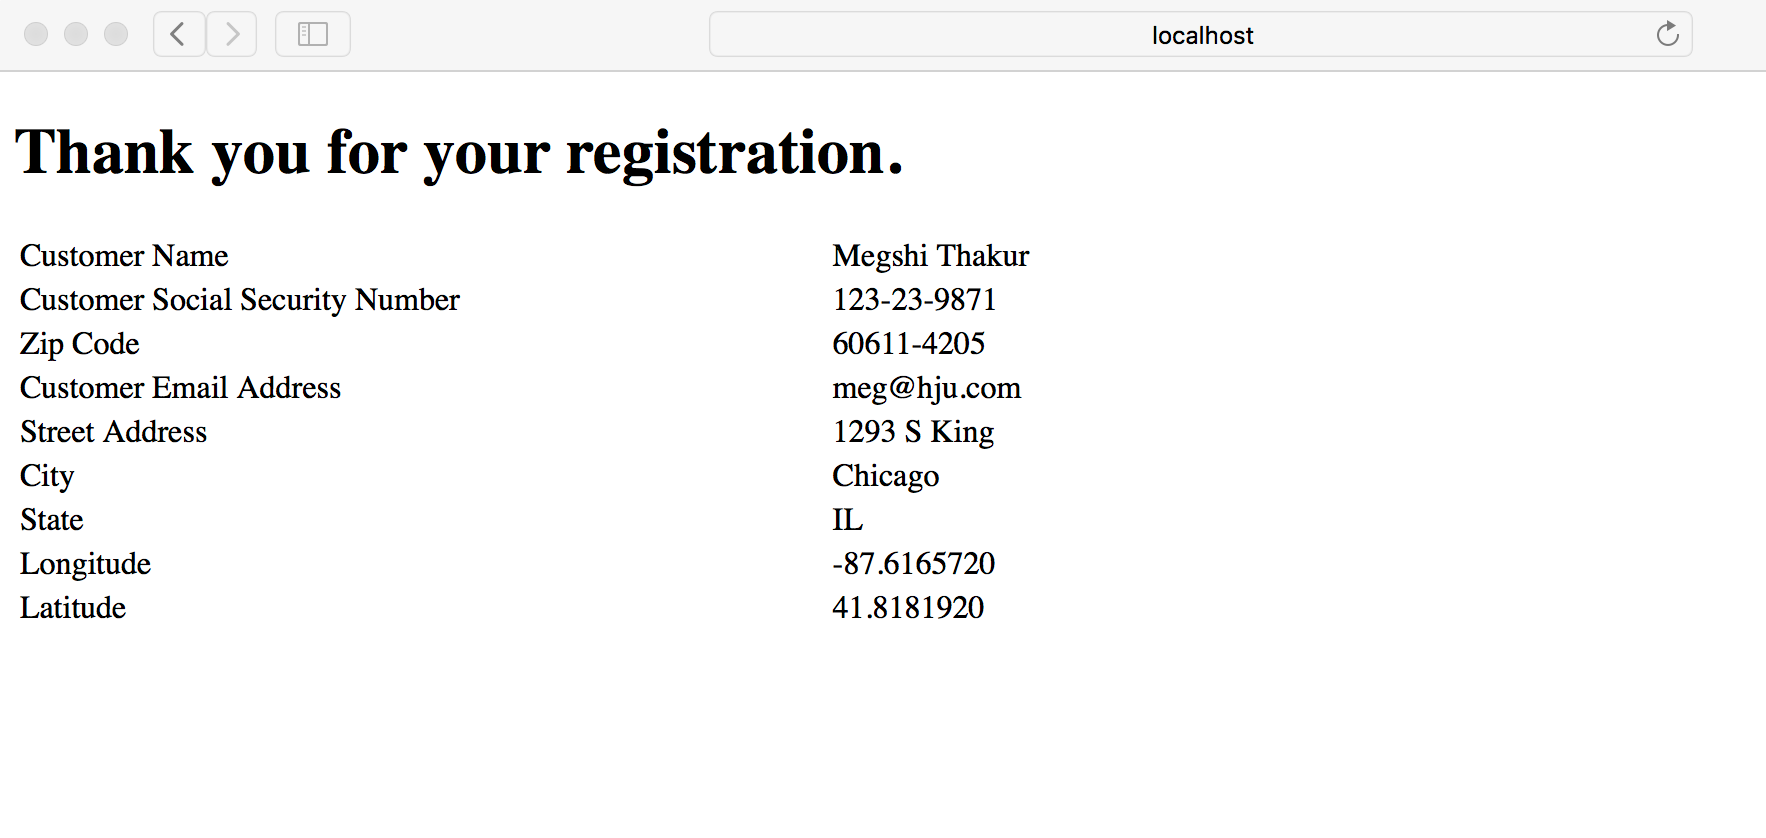 localhost
Thank you for your registration.
Customer Name Megshi Thakur
Customer Social Security Number 123-23-9871
Zip Code 60611-4205
Customer Email Address meg@hju.com
Street Address 1293 S King
City Chicago
State IL
Longitude -87.6165720
Latitude 41.8181920